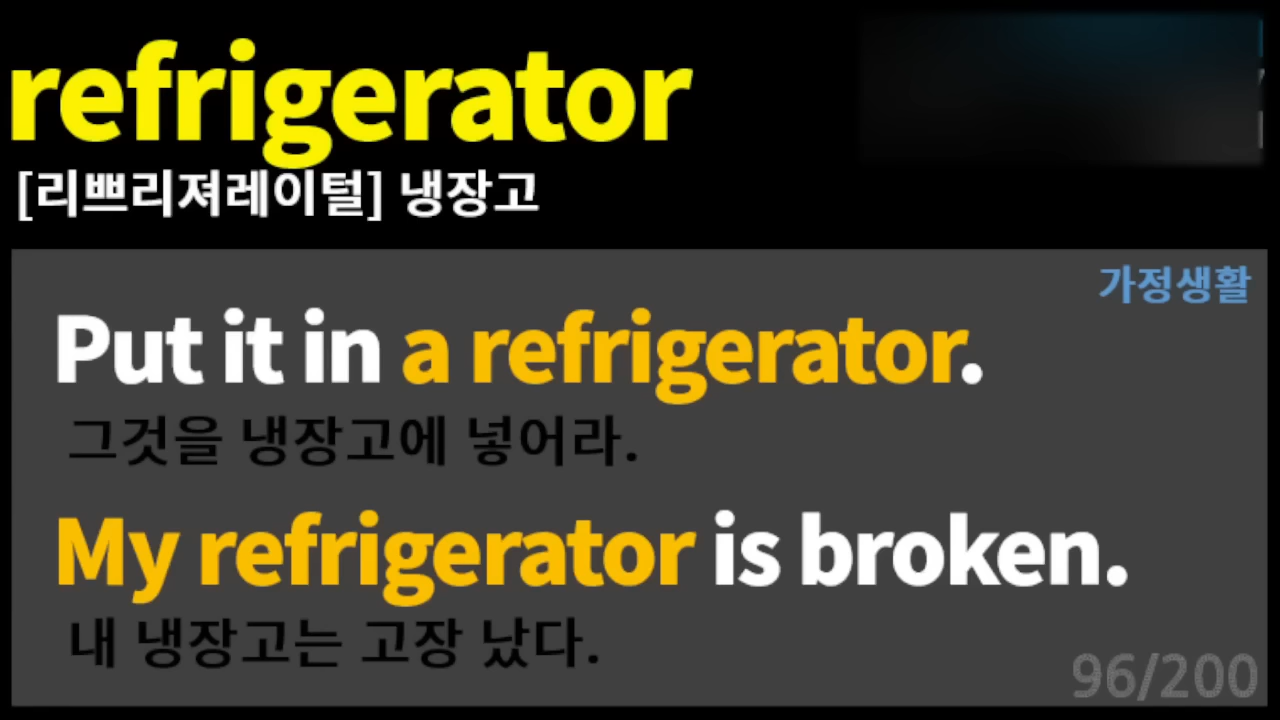 refrigerator
[리쁘리져레이털] 냉장고
가정생활
Put it in a refrigerator.
그것을 냉장고에 넣어라.
My refrigerator is broken.
내 냉장고는 고장 났다.
96/200